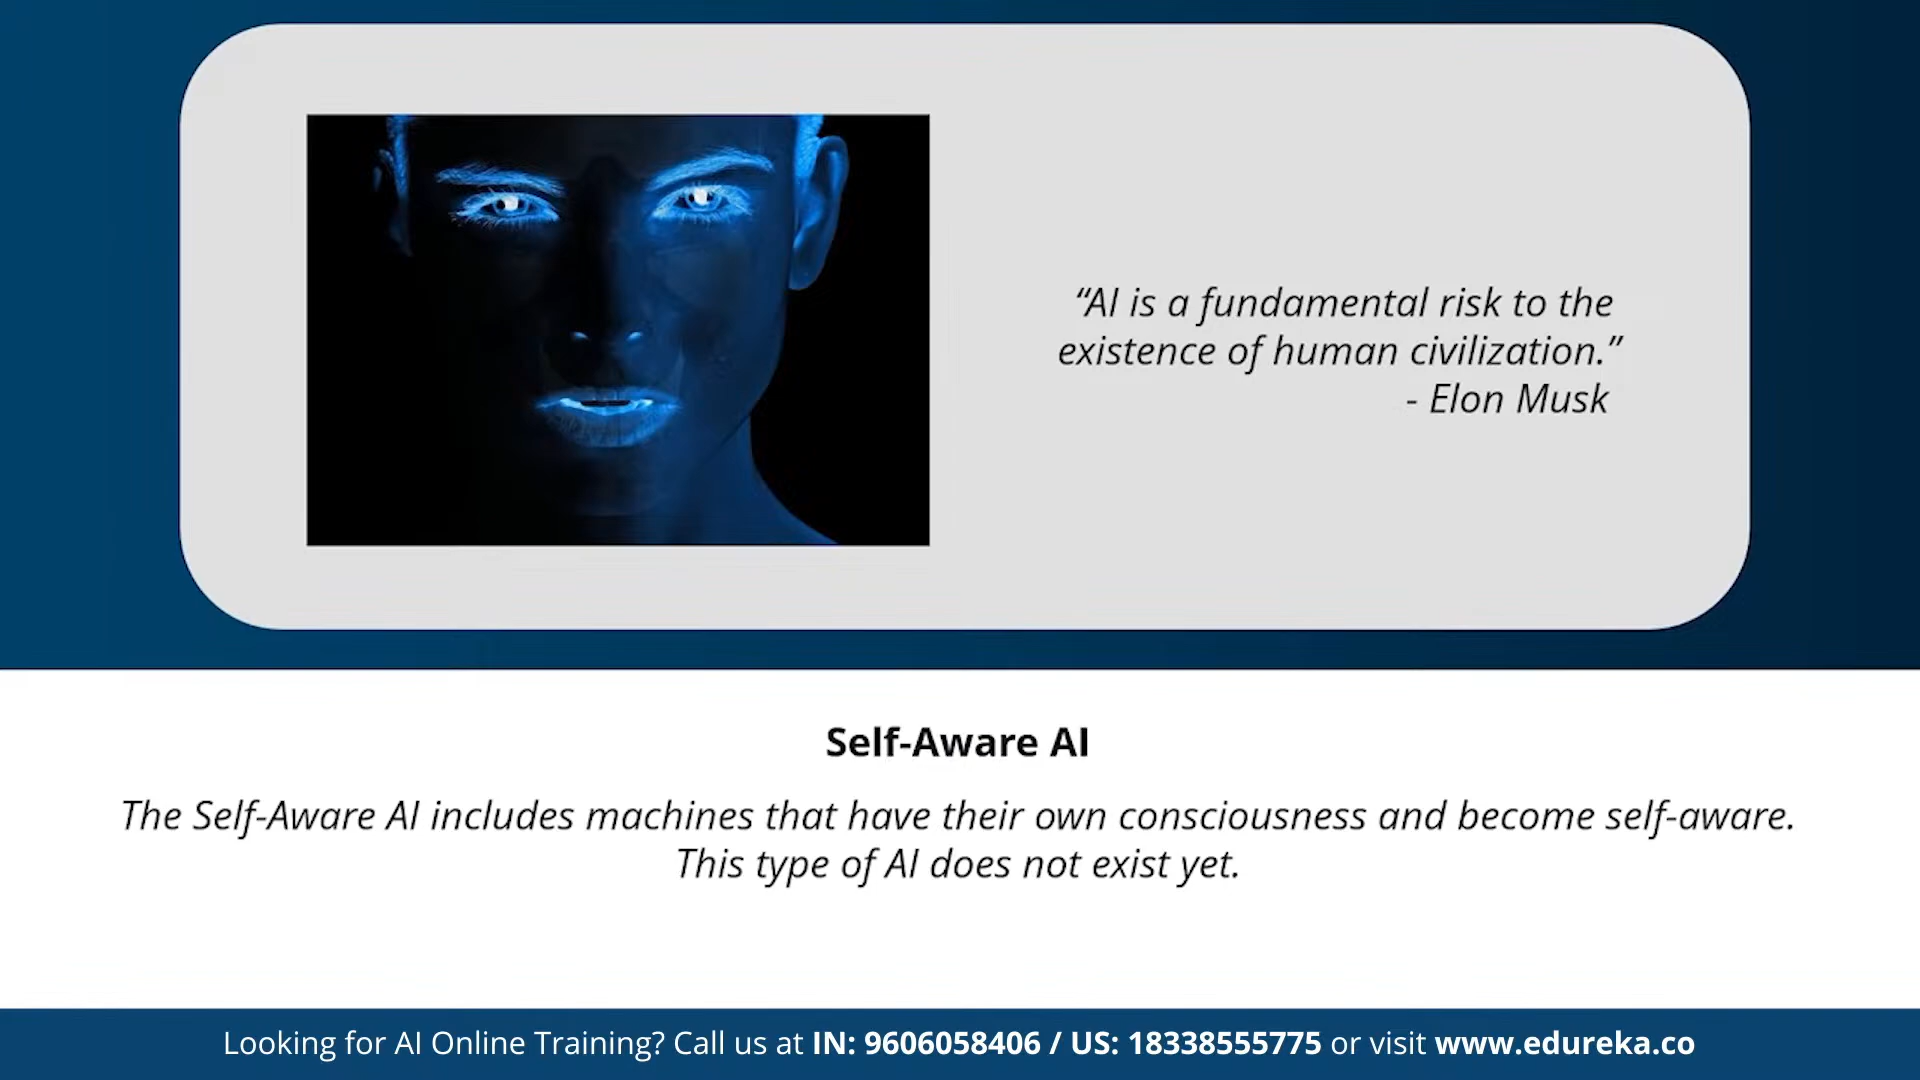 “AI is a fundamental risk to the
existence of human civilization.”
- Elon Musk
Self-Aware AI
The Self-Aware AI includes machines that have their own consciousness and become self-aware.
This type of AI does not exist yet.
Looking for AI Online Training? Call us at IN: 9606058406 / US: 18338555775 or visit www.edureka.co